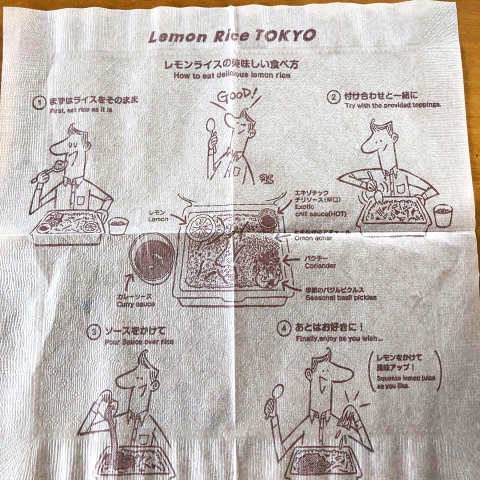 Lemon Rice TOKYO
レモンライスの美味しい食べ方
How to eat delicious lemon rice
① まずはライスをそのまま
First, eat rice as it is
GOOD!
② 付け合わせと一緒に
Try with the provided toppings.
レモン
Lemon
エキゾチック
チリソース(辛口)
Exotic
chili sauce(HOT)
Onion achar
パクチー
Coriander
カレーソース
Curry sauce
季節のバジルピクルス
Seasonal basil pickles
③ ソースをかけて
Pour Sauce over rice
④ あとはお好きに!
Finally, enjoy as you wish...
レモンをかけて
風味アップ!
Squeeze lemon juice
as you like.